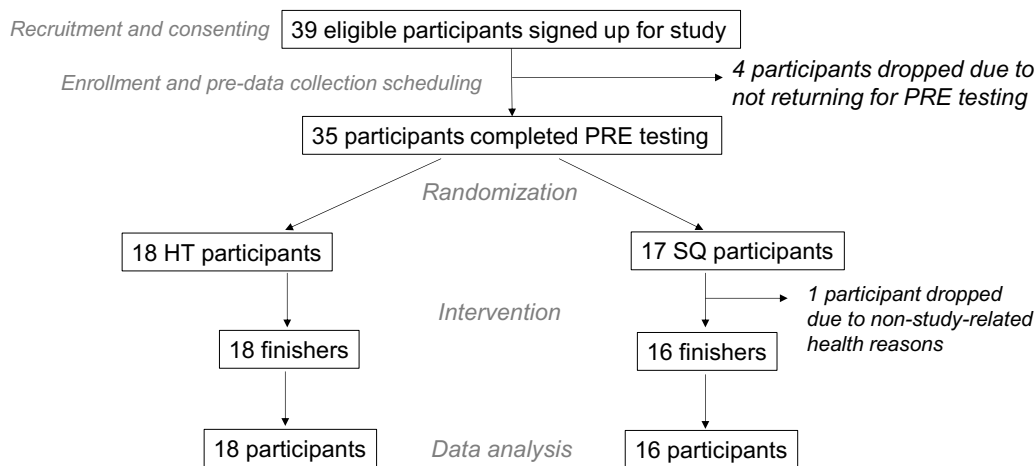 Recruitment and consenting
39 eligible participants signed up for study
Enrollment and pre-data collection scheduling
4 participants dropped due to
not returning for PRE testing
35 participants completed PRE testing
Randomization
18 HT participants
17 SQ participants
Intervention
1 participant dropped
due to non-study-related
health reasons
18 finishers
16 finishers
18 participants
Data analysis
16 participants